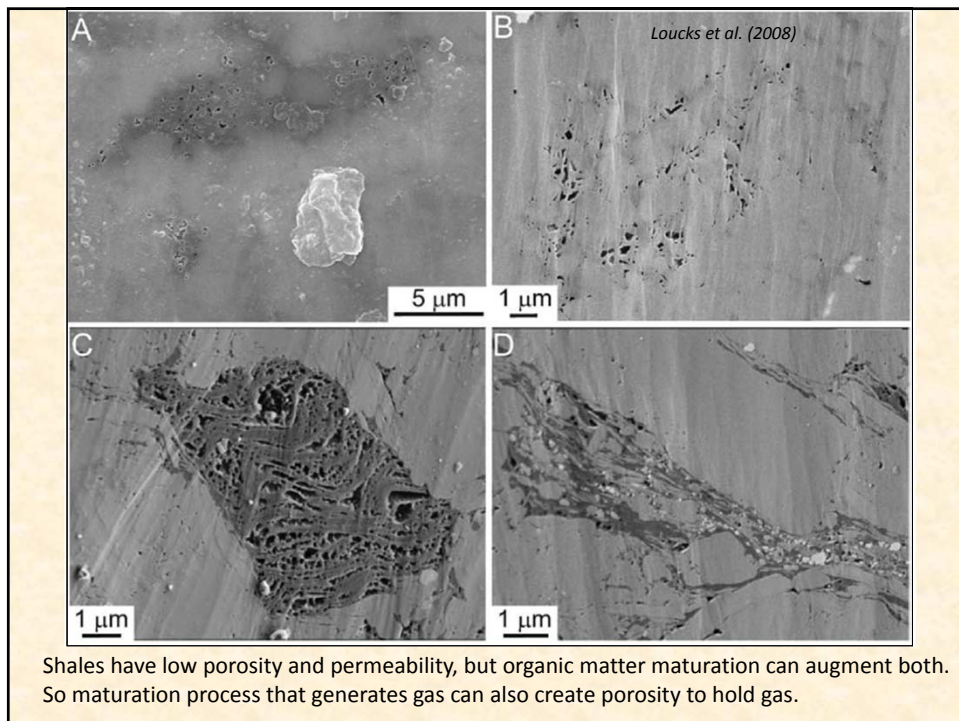 A
B
Loucks et al. (2008)
5 μm
1 μm
C
D
1 μm
1 μm
Shales have low porosity and permeability, but organic matter maturation can augment both.
So maturation process that generates gas can also create porosity to hold gas.